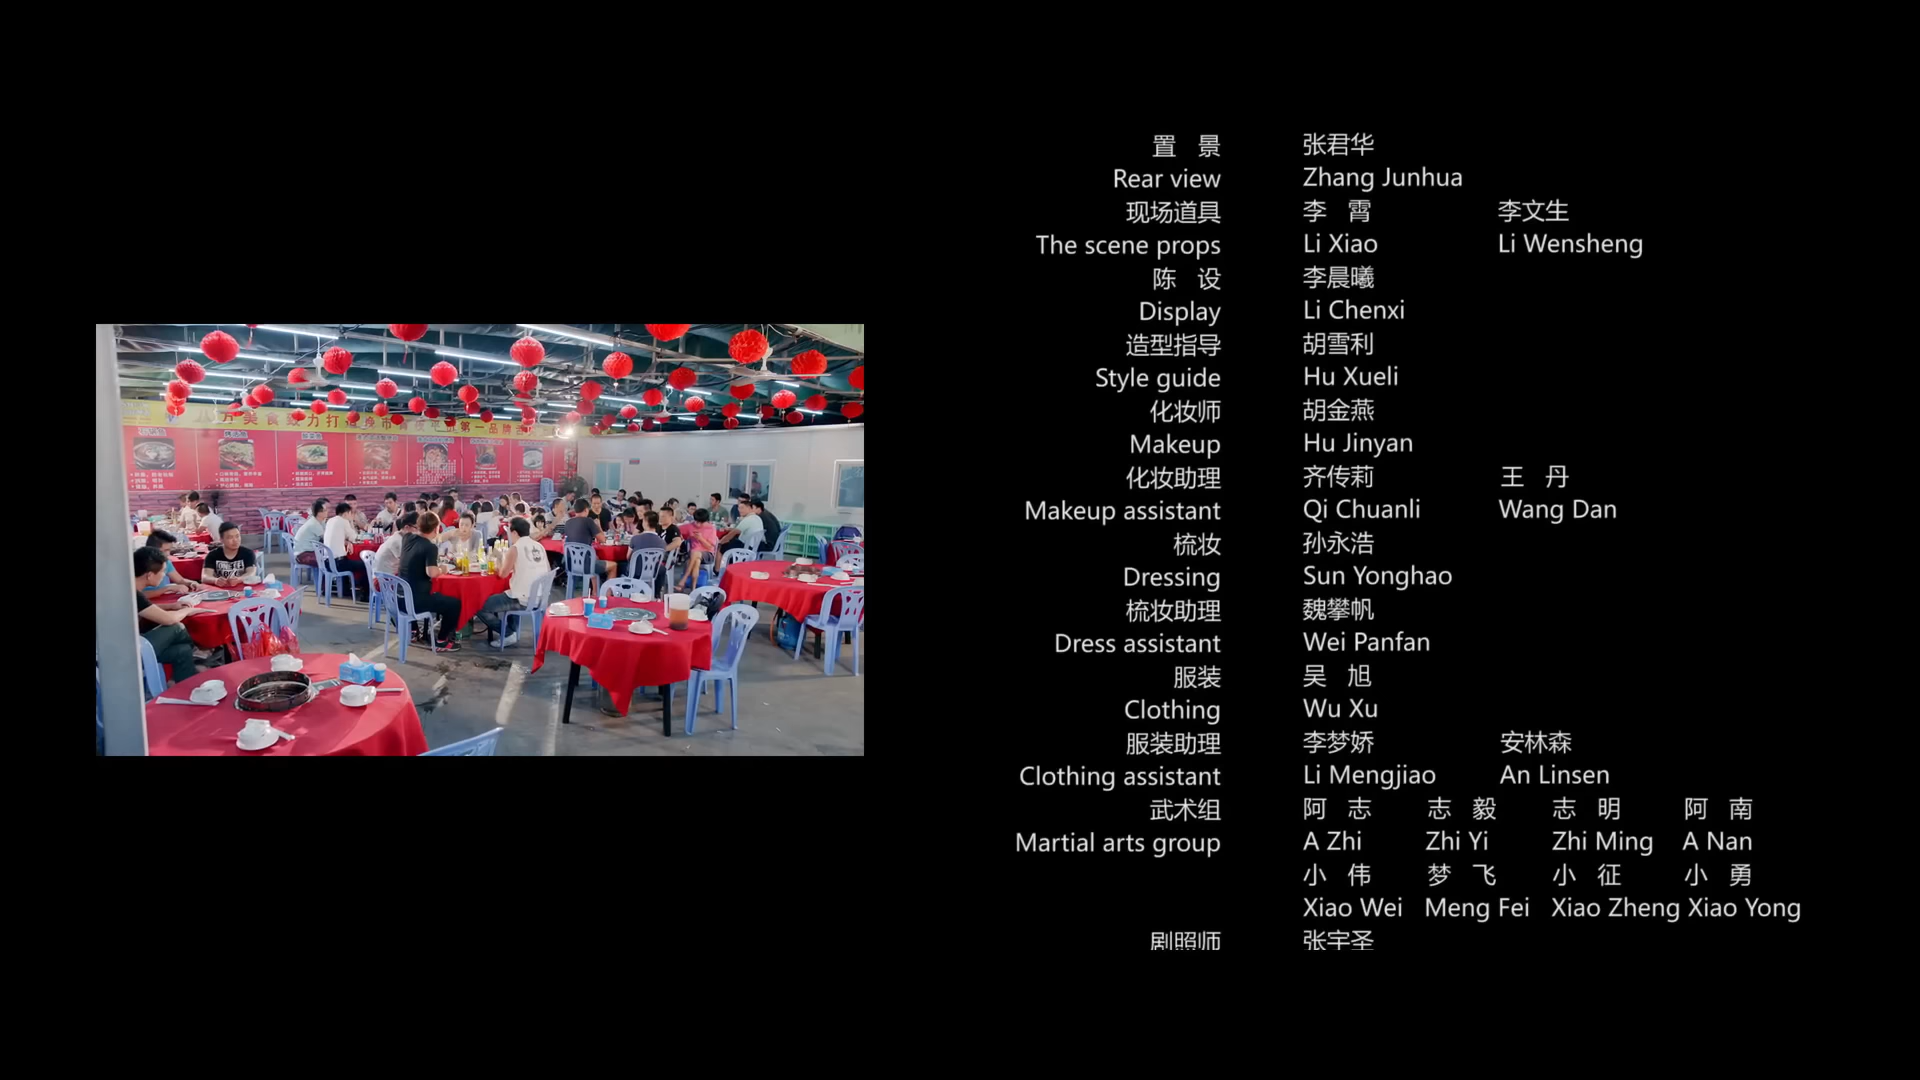 置 景 张君华
Rear view Zhang Junhua
现场道具 李 霄 李文生
The scene props Li Xiao Li Wensheng
陈 设 李晨曦
Display Li Chenxi
造型指导 胡雪利
Style guide Hu Xueli
化妆师 胡金燕
Makeup Hu Jinyan
化妆助理 齐传莉 王 丹
Makeup assistant Qi Chuanli Wang Dan
梳妆 孙永浩
Dressing Sun Yonghao
梳妆助理 魏攀帆
Dress assistant Wei Panfan
服装 吴 旭
Clothing Wu Xu
服装助理 李梦娇 安林森
Clothing assistant Li Mengjiao An Linsen
武术组 阿 志 志 毅 志 明 阿 南
Martial arts group A Zhi Zhi Yi Zhi Ming A Nan
小 伟 梦 飞 小 征 小 勇
Xiao Wei Meng Fei Xiao Zheng Xiao Yong
剧照师 张宇圣